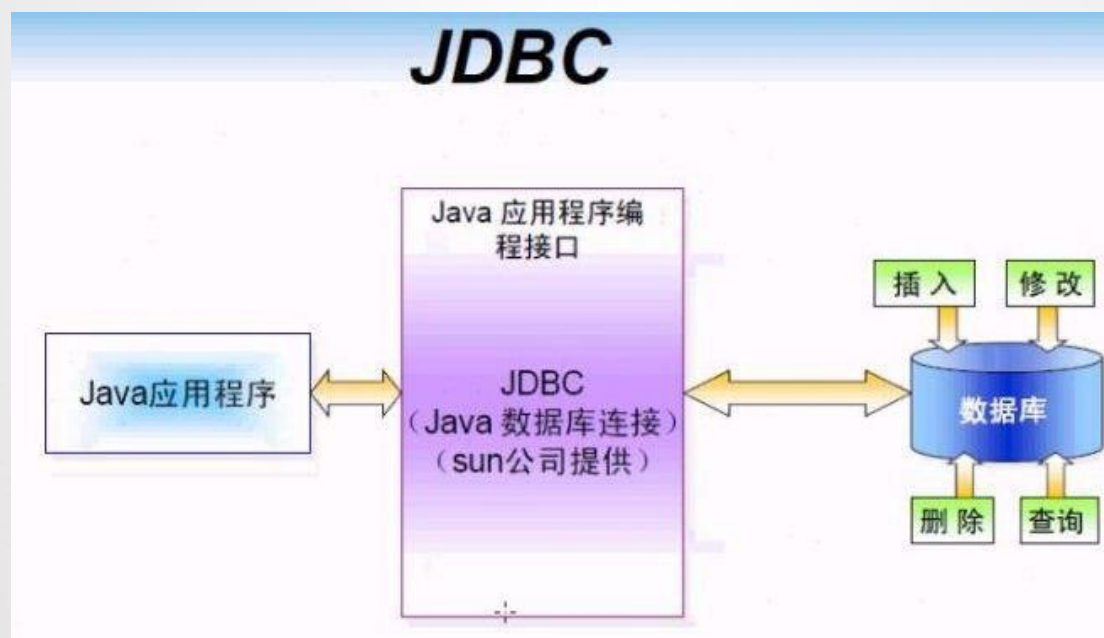 JDBC
Java 应用程序编
程接口
插 入
修 改
Java应用程序
JDBC
（Java 数据库连接）
（sun公司提供）
数据库
删 除
查询